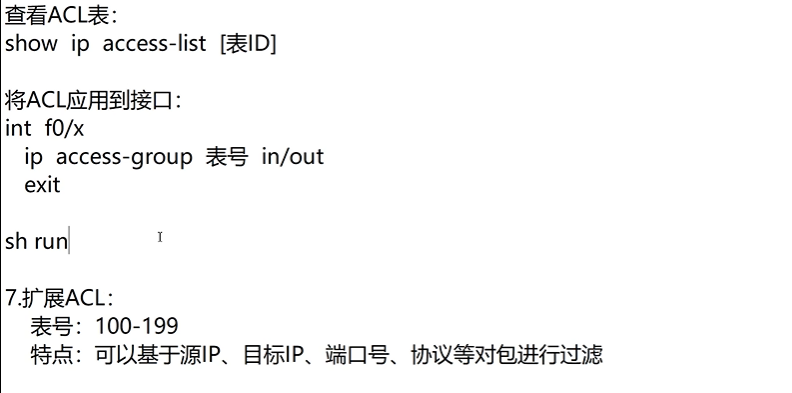 查看ACL表：
show ip access-list [表ID]
将ACL应用到接口：
int f0/x
ip access-group 表号 in/out
exit
sh run
7.扩展ACL：
表号：100-199
特点：可以基于源IP、目标IP、端口号、协议等对包进行过滤